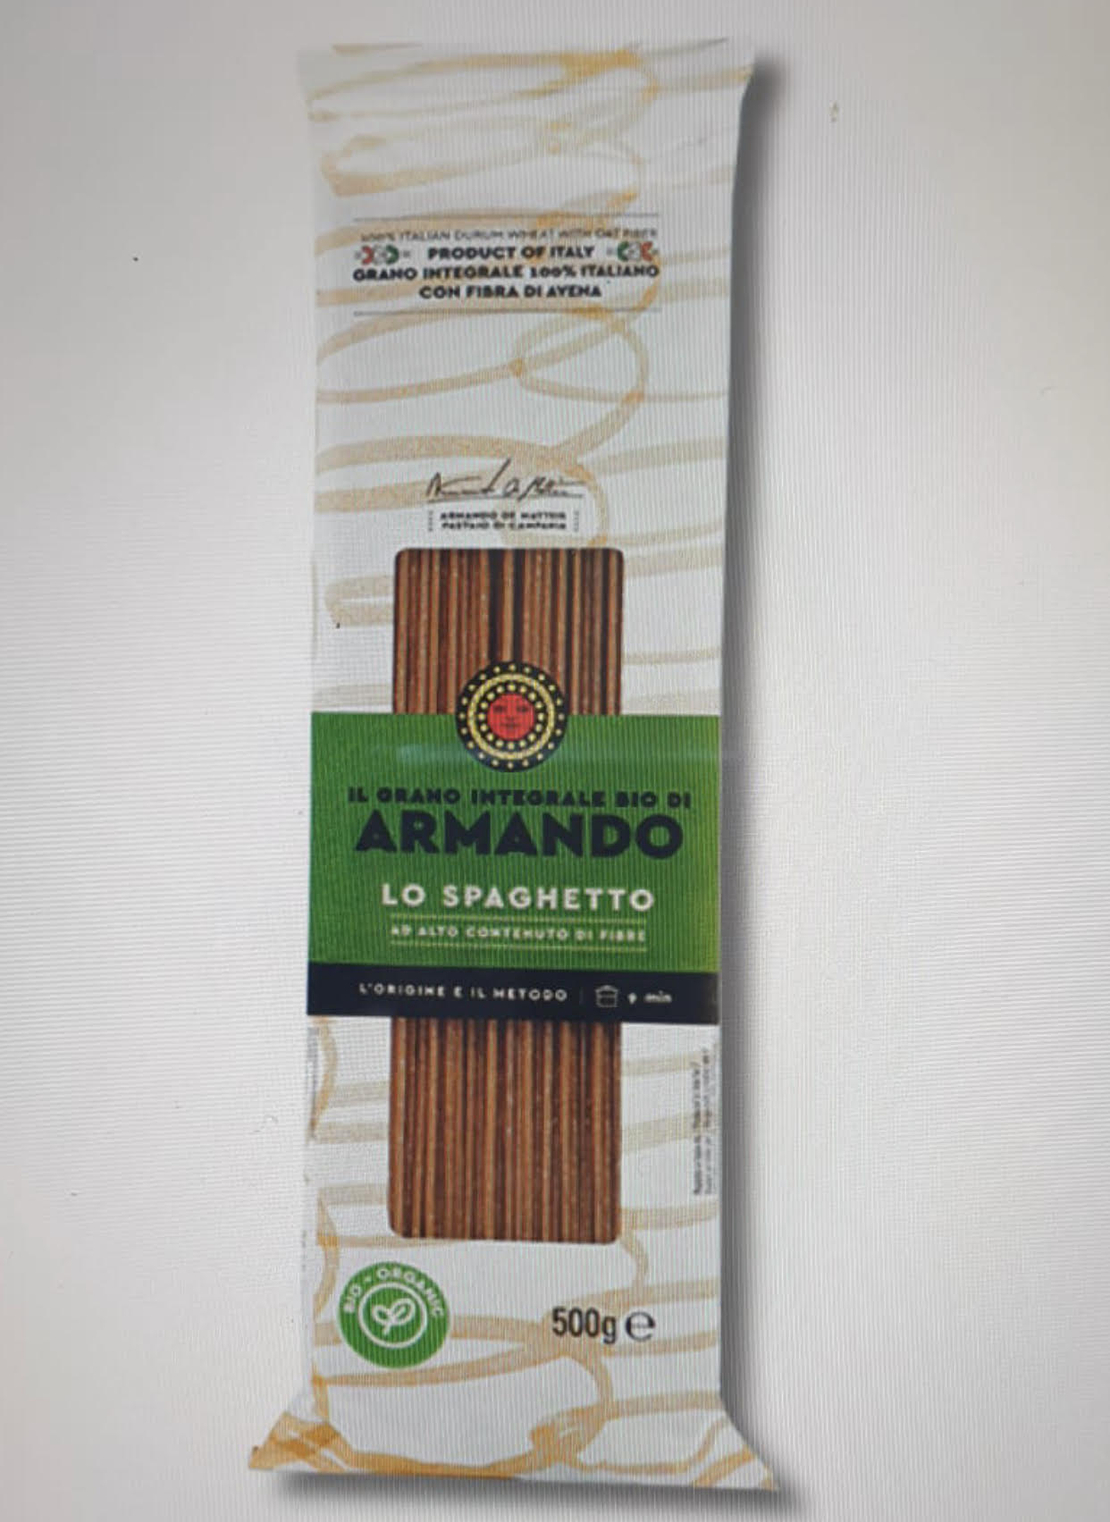 100% ITALIAN DURUM WHEAT WITH OAT FIBER
PRODUCT OF ITALY
GRANO INTEGRALE 100% ITALIANO
CON FIBRA DI AVENA
ARMANDO DE MATTEIS
PASTAIO DI CAMPANIA
IL GRANO INTEGRALE BIO DI
ARMANDO
LO SPAGHETTO
AD ALTO CONTENUTO DI FIBRE
L'ORIGINE E IL METODO 9 min
BIO - ORGANIC
500g e